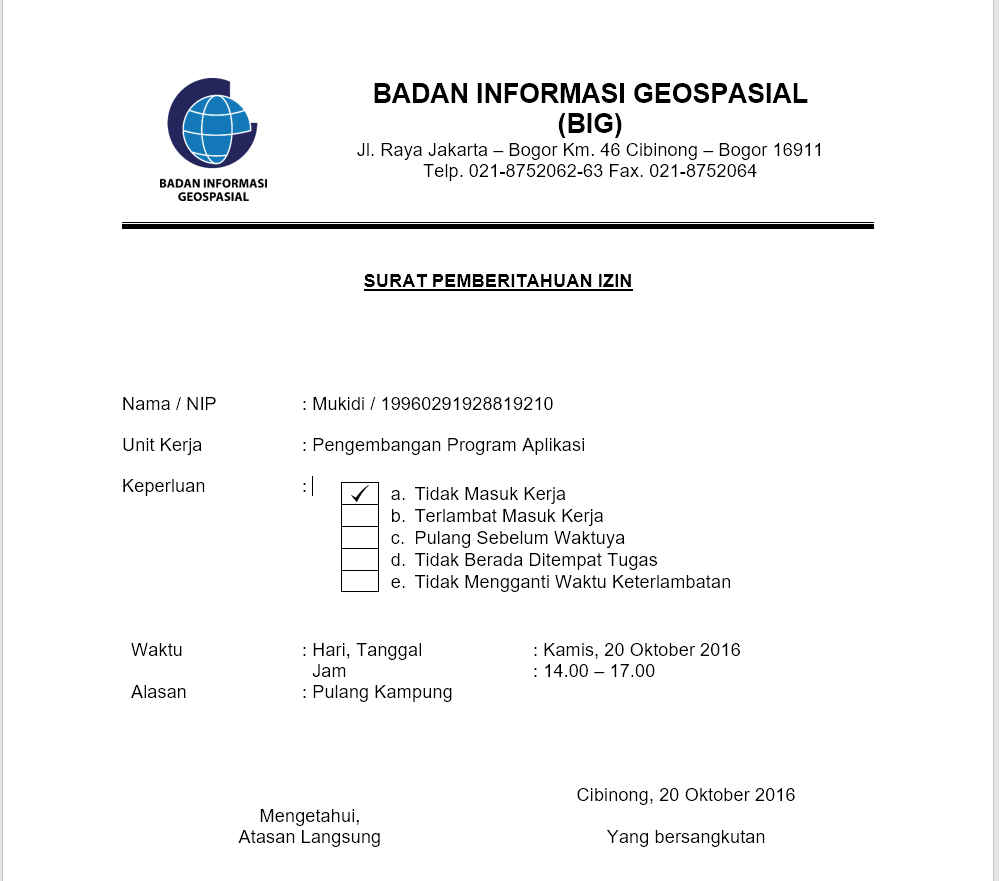 BADAN INFORMASI GEOSPASIAL
(BIG)
Jl. Raya Jakarta – Bogor Km. 46 Cibinong – Bogor 16911
Telp. 021-8752062-63 Fax. 021-8752064
BADAN INFORMASI
GEOSPASIAL
SURAT PEMBERITAHUAN IZIN
Nama / NIP : Mukidi / 19960291928819210
Unit Kerja : Pengembangan Program Aplikasi
Keperluan :
✓ a. Tidak Masuk Kerja
b. Terlambat Masuk Kerja
c. Pulang Sebelum Waktuya
d. Tidak Berada Ditempat Tugas
e. Tidak Mengganti Waktu Keterlambatan
Waktu : Hari, Tanggal : Kamis, 20 Oktober 2016
Jam : 14.00 – 17.00
Alasan : Pulang Kampung
Cibinong, 20 Oktober 2016
Mengetahui,
Atasan Langsung Yang bersangkutan